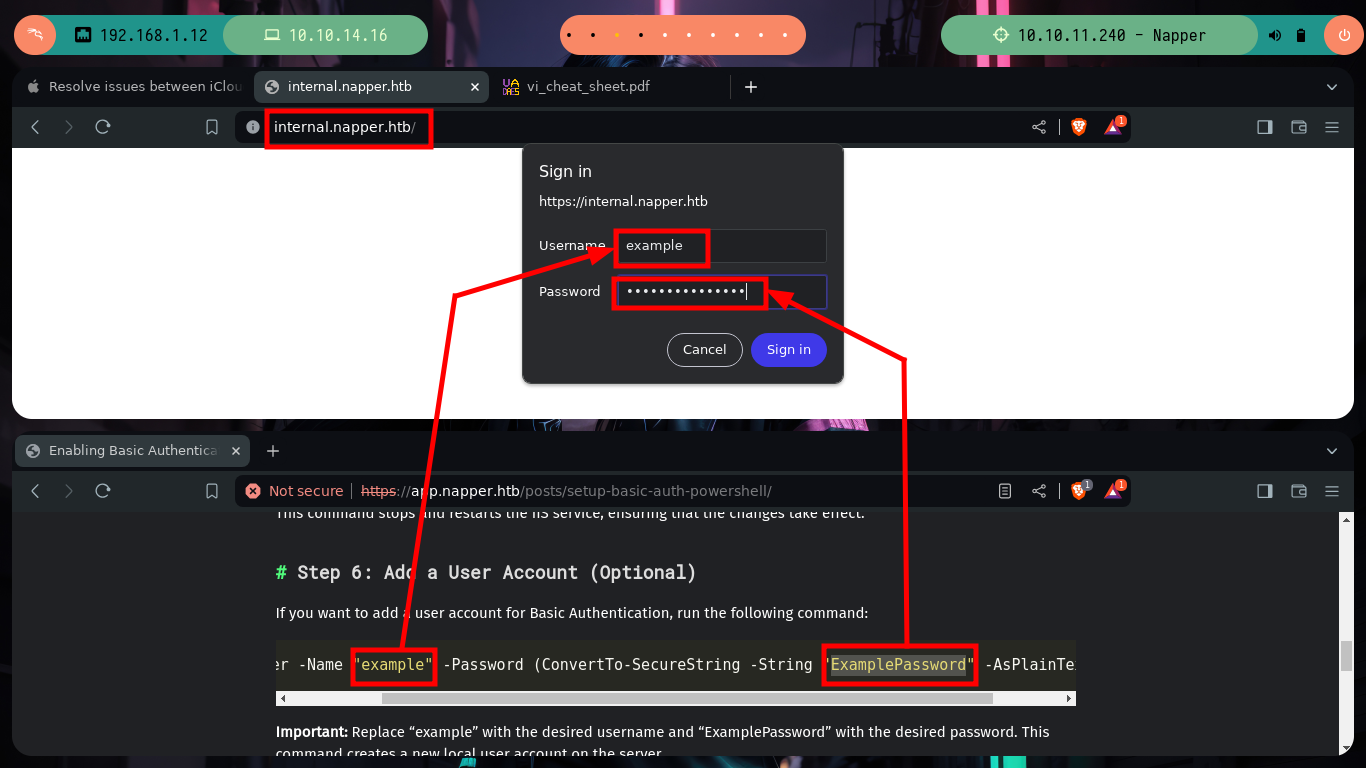 192.168.1.12 10.10.14.16 10.10.11.240 - Napper
Resolve issues between iClou internal.napper.htb vi_cheat_sheet.pdf
internal.napper.htb/ 1
Sign in
https://internal.napper.htb
Username example
Password •••••••••••••••
Cancel Sign in
Enabling Basic Authentica
Not secure https://app.napper.htb/posts/setup-basic-auth-powershell/ 1 1
This command stops and restarts the IIS service, ensuring that the changes take effect.
# Step 6: Add a User Account (Optional)
If you want to add a user account for Basic Authentication, run the following command:
er -Name "example" -Password (ConvertTo-SecureString -String "ExamplePassword" -AsPlainTe
Important: Replace “example” with the desired username and “ExamplePassword” with the desired password. This
command creates a new local user account on the server.